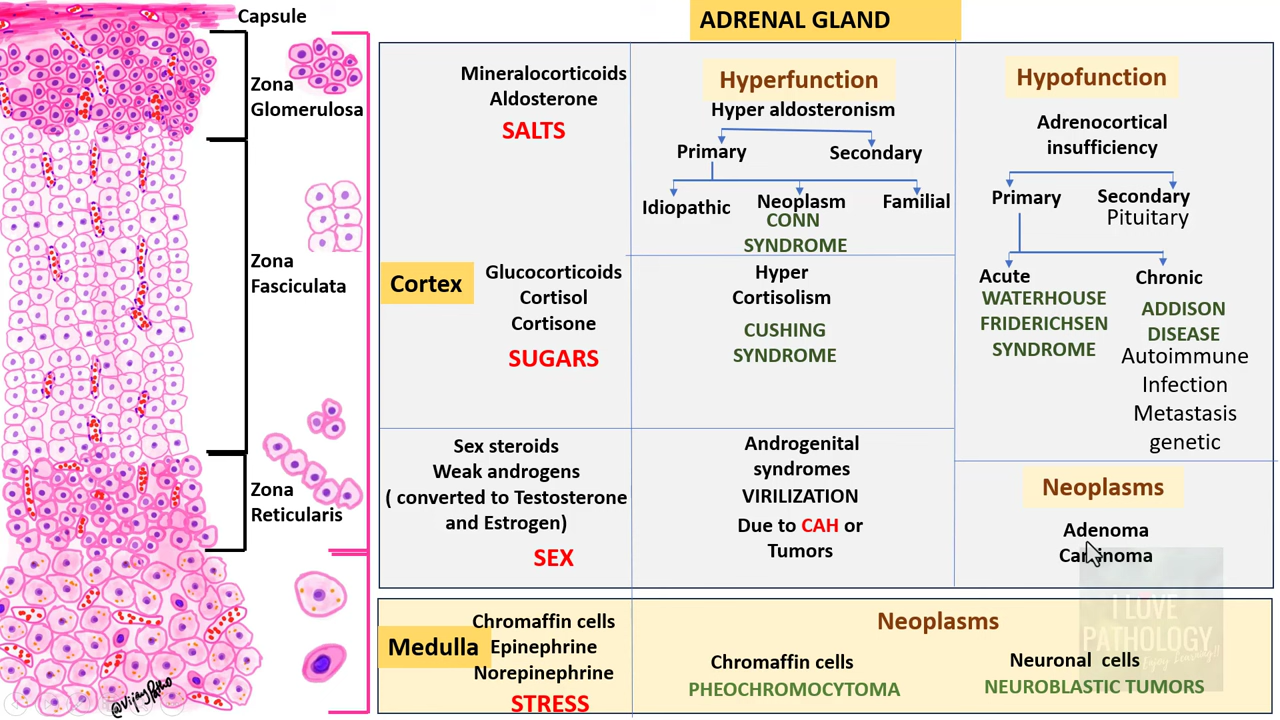 ADRENAL GLAND
Capsule
Zona
Glomerulosa
Zona
Fasciculata
Zona
Reticularis
@Vijay Patho
Cortex
Mineralocorticoids
Aldosterone
SALTS
Glucocorticoids
Cortisol
Cortisone
SUGARS
Sex steroids
Weak androgens
( converted to Testosterone
and Estrogen)
SEX
Hyperfunction
Hyper aldosteronism
Primary
Secondary
Idiopathic
Neoplasm
Familial
CONN
SYNDROME
Hyper
Cortisolism
CUSHING
SYNDROME
Androgenital
syndromes
VIRILIZATION
Due to CAH or
Tumors
Hypofunction
Adrenocortical
insufficiency
Primary
Secondary
Pituitary
Acute
WATERHOUSE
FRIDERICHSEN
SYNDROME
Chronic
ADDISON
DISEASE
Autoimmune
Infection
Metastasis
genetic
Neoplasms
Adenoma
Carcinoma
Medulla
Chromaffin cells
Epinephrine
Norepinephrine
STRESS
Neoplasms
Chromaffin cells
PHEOCHROMOCYTOMA
Neuronal cells
NEUROBLASTIC TUMORS
I LOVE
PATHOLOGY
Enjoy Learning!!